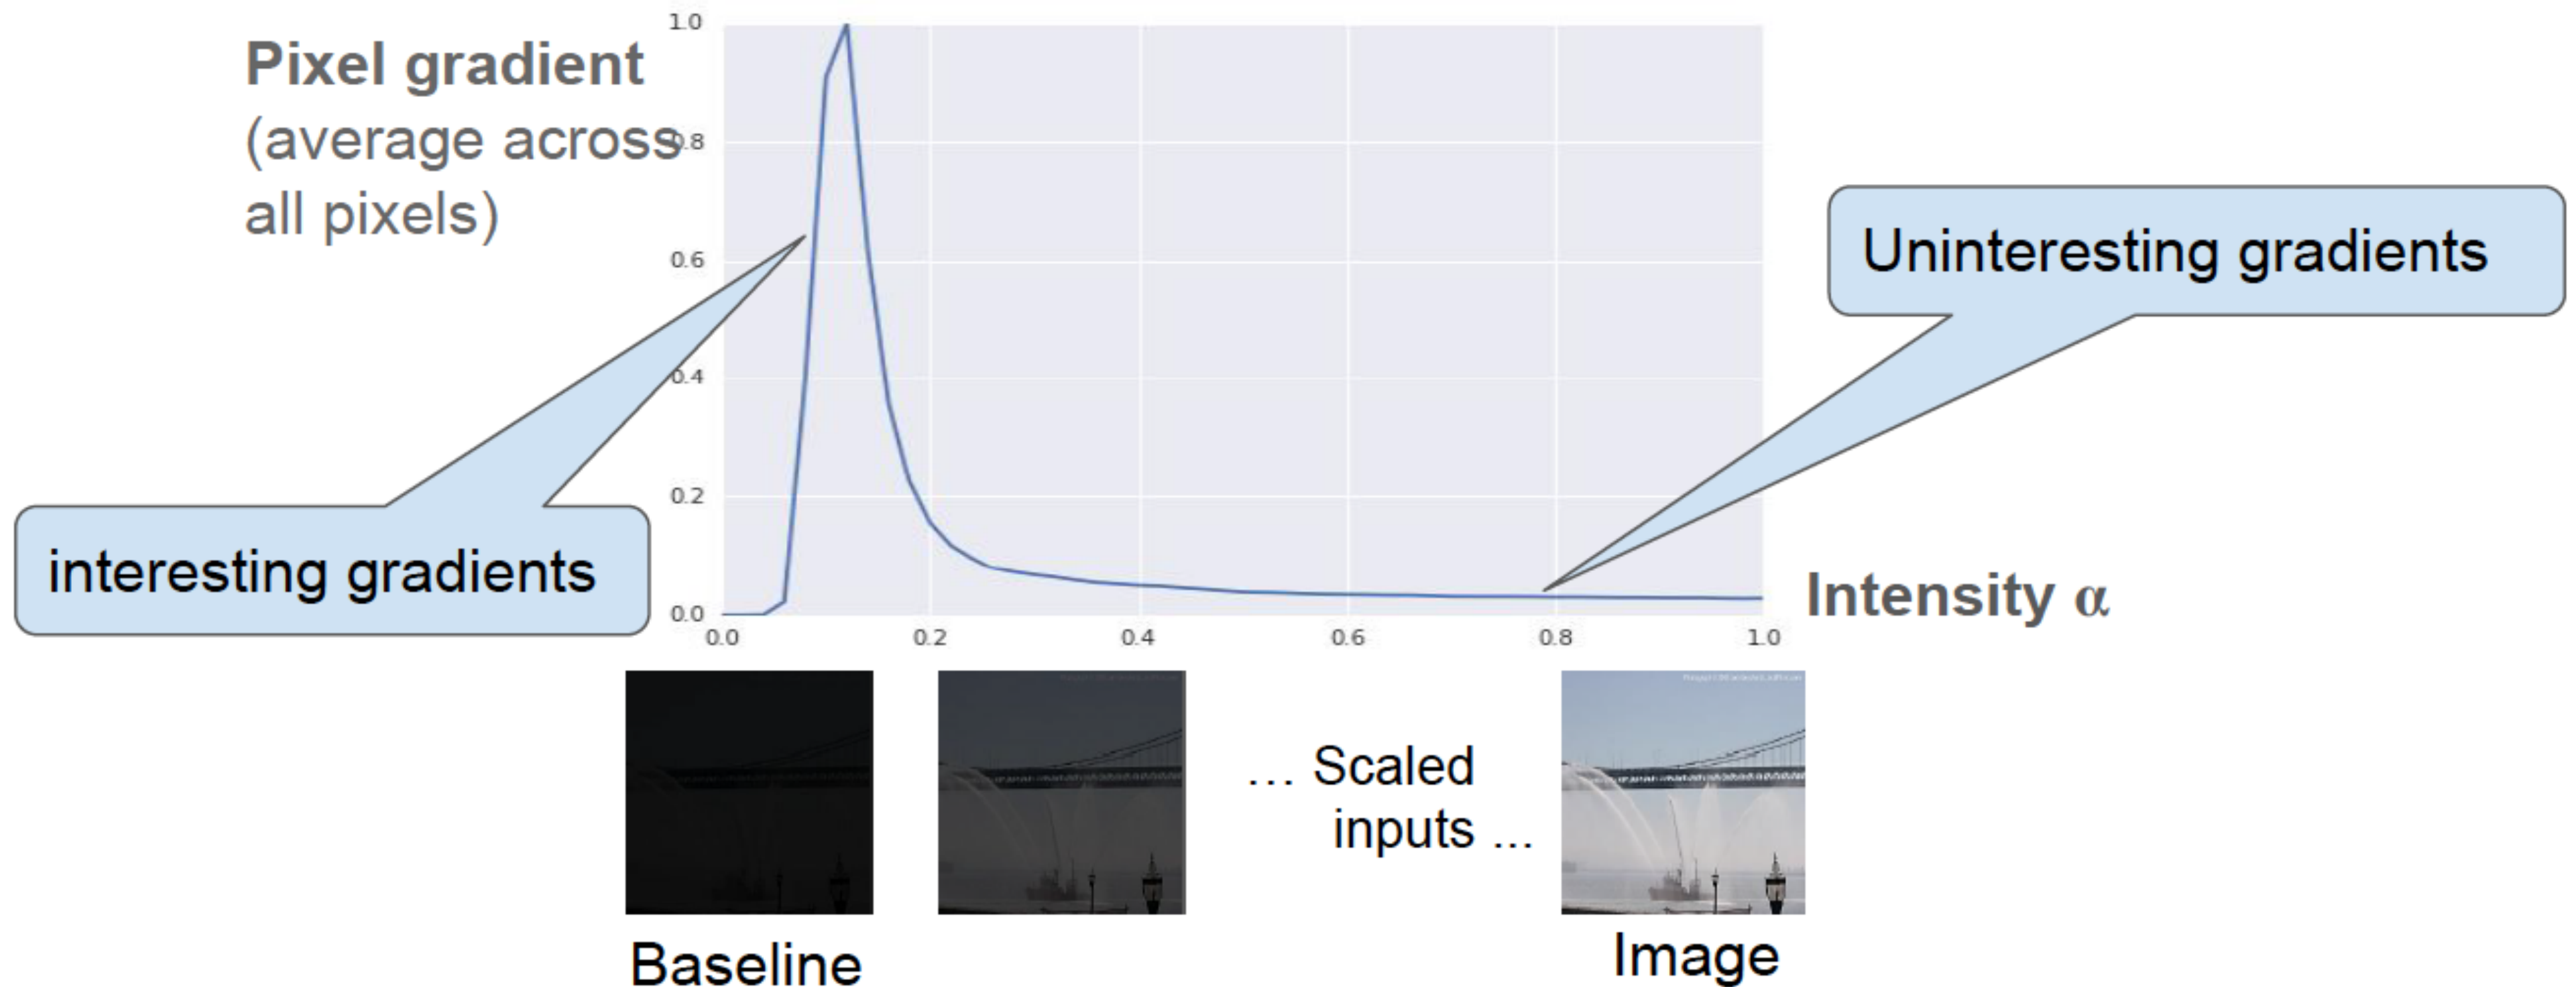 Pixel gradient
(average across
all pixels)
1.0
0.8
0.6
0.4
0.2
0.0
0.0 0.2 0.4 0.6 0.8 1.0
interesting gradients
Uninteresting gradients
Intensity α
... Scaled
inputs ...
Baseline
Image